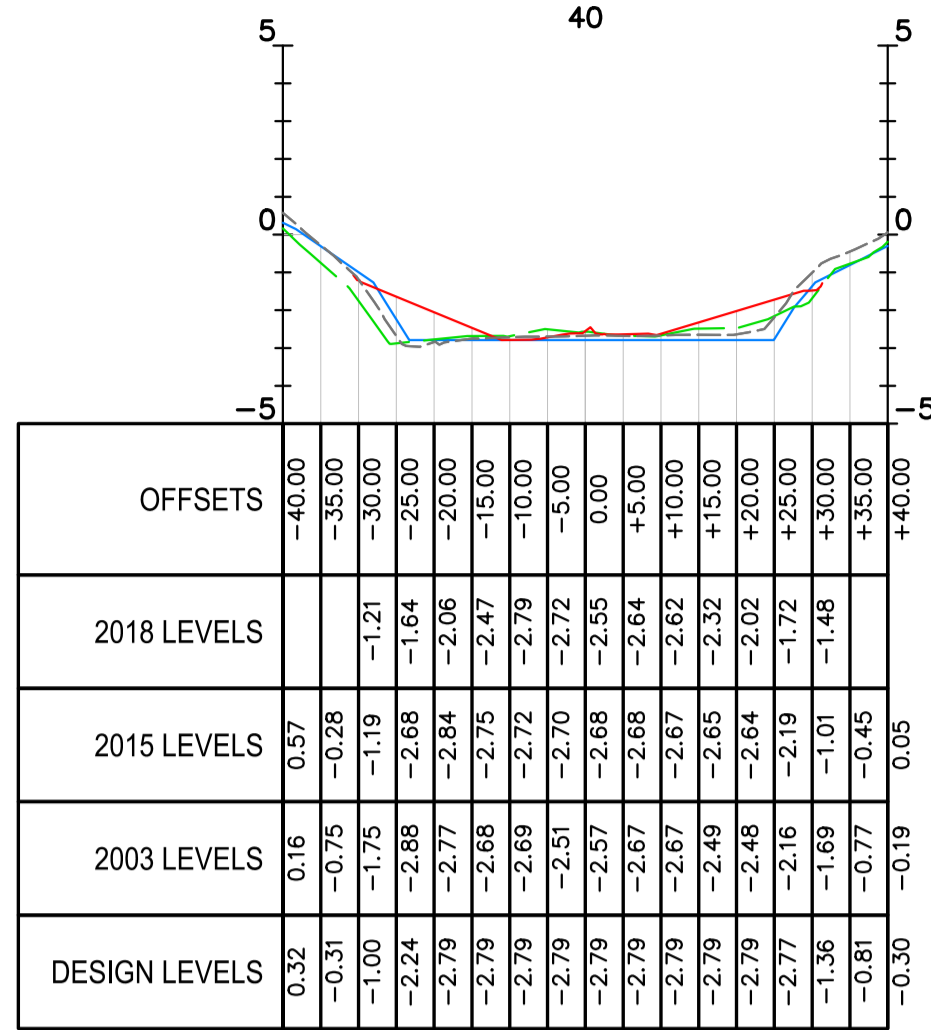 40
5 5
0 0
-5 -5
OFFSETS -40.00 -35.00 -30.00 -25.00 -20.00 -15.00 -10.00 -5.00 0.00 +5.00 +10.00 +15.00 +20.00 +25.00 +30.00 +35.00 +40.00
2018 LEVELS -1.21 -1.64 -2.06 -2.47 -2.79 -2.72 -2.55 -2.64 -2.62 -2.32 -2.02 -1.72 -1.48
2015 LEVELS 0.57 -0.28 -1.19 -2.68 -2.84 -2.75 -2.72 -2.70 -2.68 -2.68 -2.67 -2.65 -2.64 -2.19 -1.01 -0.45 0.05
2003 LEVELS 0.16 -0.75 -1.75 -2.88 -2.77 -2.68 -2.69 -2.51 -2.57 -2.67 -2.67 -2.49 -2.48 -2.16 -1.69 -0.77 -0.19
DESIGN LEVELS 0.32 -0.31 -1.00 -2.24 -2.79 -2.79 -2.79 -2.79 -2.79 -2.79 -2.79 -2.79 -2.79 -2.77 -1.36 -0.81 -0.30